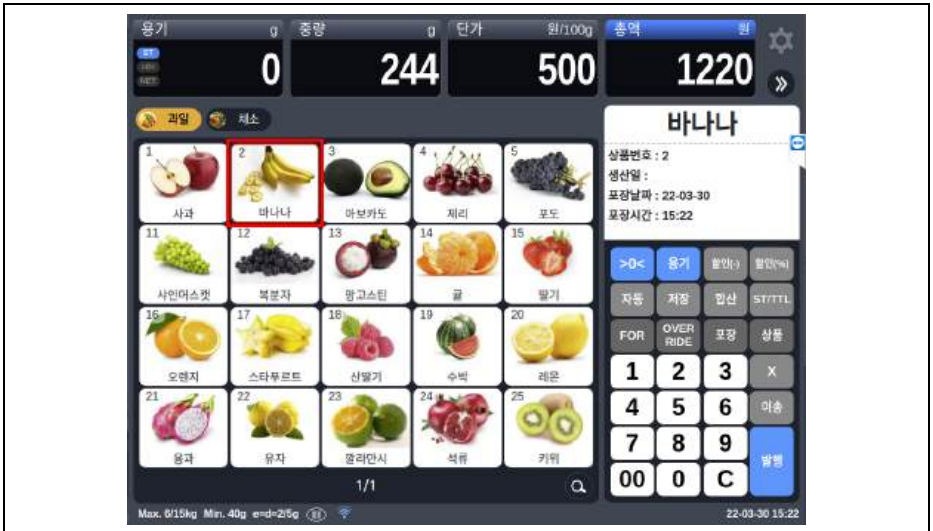 용기 g 중량 g 단가 원/100g 총액 원
ST
NET
0 244 500 1220
과일 채소
바나나
상품번호 : 2
생산일 :
포장날짜 : 22-03-30
포장시간 : 15:22
1 2 3 4 5
사과 바나나 아보카도 체리 포도
11 12 13 14 15
샤인머스캣 복분자 망고스틴 귤 딸기
16 17 18 19 20
오렌지 스타푸르트 산딸기 수박 레몬
21 22 23 24 25
용과 유자 깔라만시 석류 키위
1/1
>0< 용기 할인(-) 할인(%)
자동 저장 합산 ST/TTL
FOR OVER RIDE 포장 상품
1 2 3 X
4 5 6 이송
7 8 9 발행
00 0 C
Max. 6/15kg Min. 40g e=d=2/5g
22-03-30 15:22